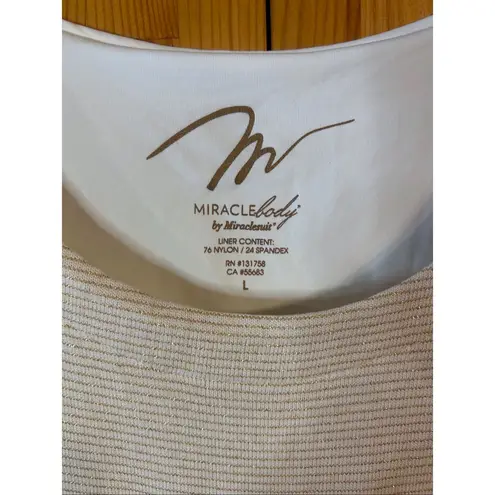 MIRACLEbody®
by Miraclesuit®
LINER CONTENT:
76 NYLON / 24 SPANDEX
RN #131758
CA #55683
L